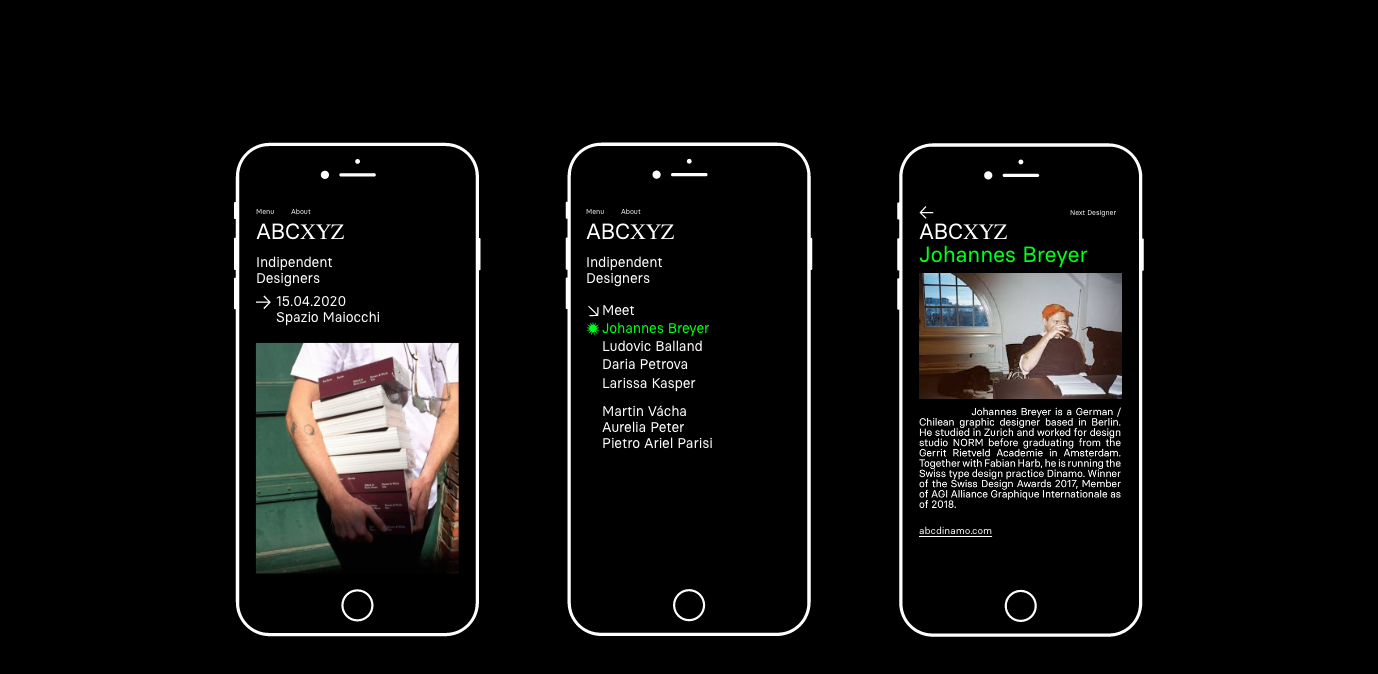 Menu About
ABCXYZ
Indipendent
Designers
→ 15.04.2020
Spazio Maiocchi
Menu About
ABCXYZ
Indipendent
Designers
↘ Meet
Johannes Breyer
Ludovic Balland
Daria Petrova
Larissa Kasper
Martin Vácha
Aurelia Peter
Pietro Ariel Parisi
← Next Designer
ABCXYZ
Johannes Breyer
Johannes Breyer is a German /
Chilean graphic designer based in Berlin.
He studied in Zurich and worked for design
studio NORM before graduating from the
Gerrit Rietveld Academie in Amsterdam.
Together with Fabian Harb, he is running the
Swiss type design practice Dinamo. Winner
of the Swiss Design Awards 2017, Member
of AGI Alliance Graphique Internationale as
of 2018.
abcdinamo.com